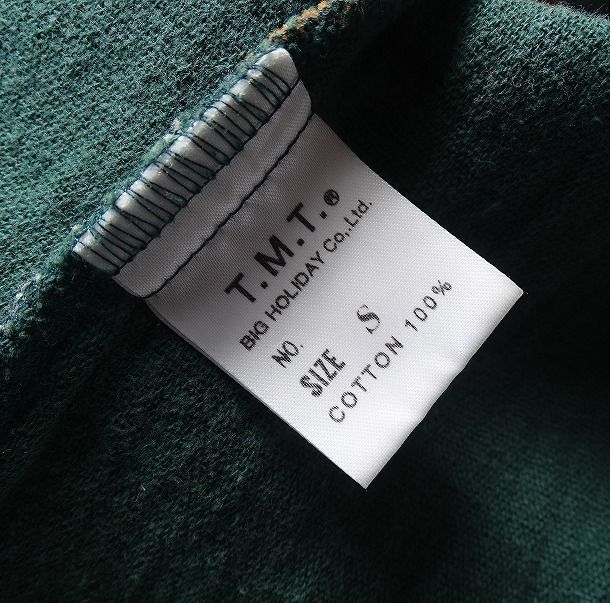 T.M.T.®
BIG HOLIDAY Co,.Ltd.
NO.
SIZE S
COTTON 100%